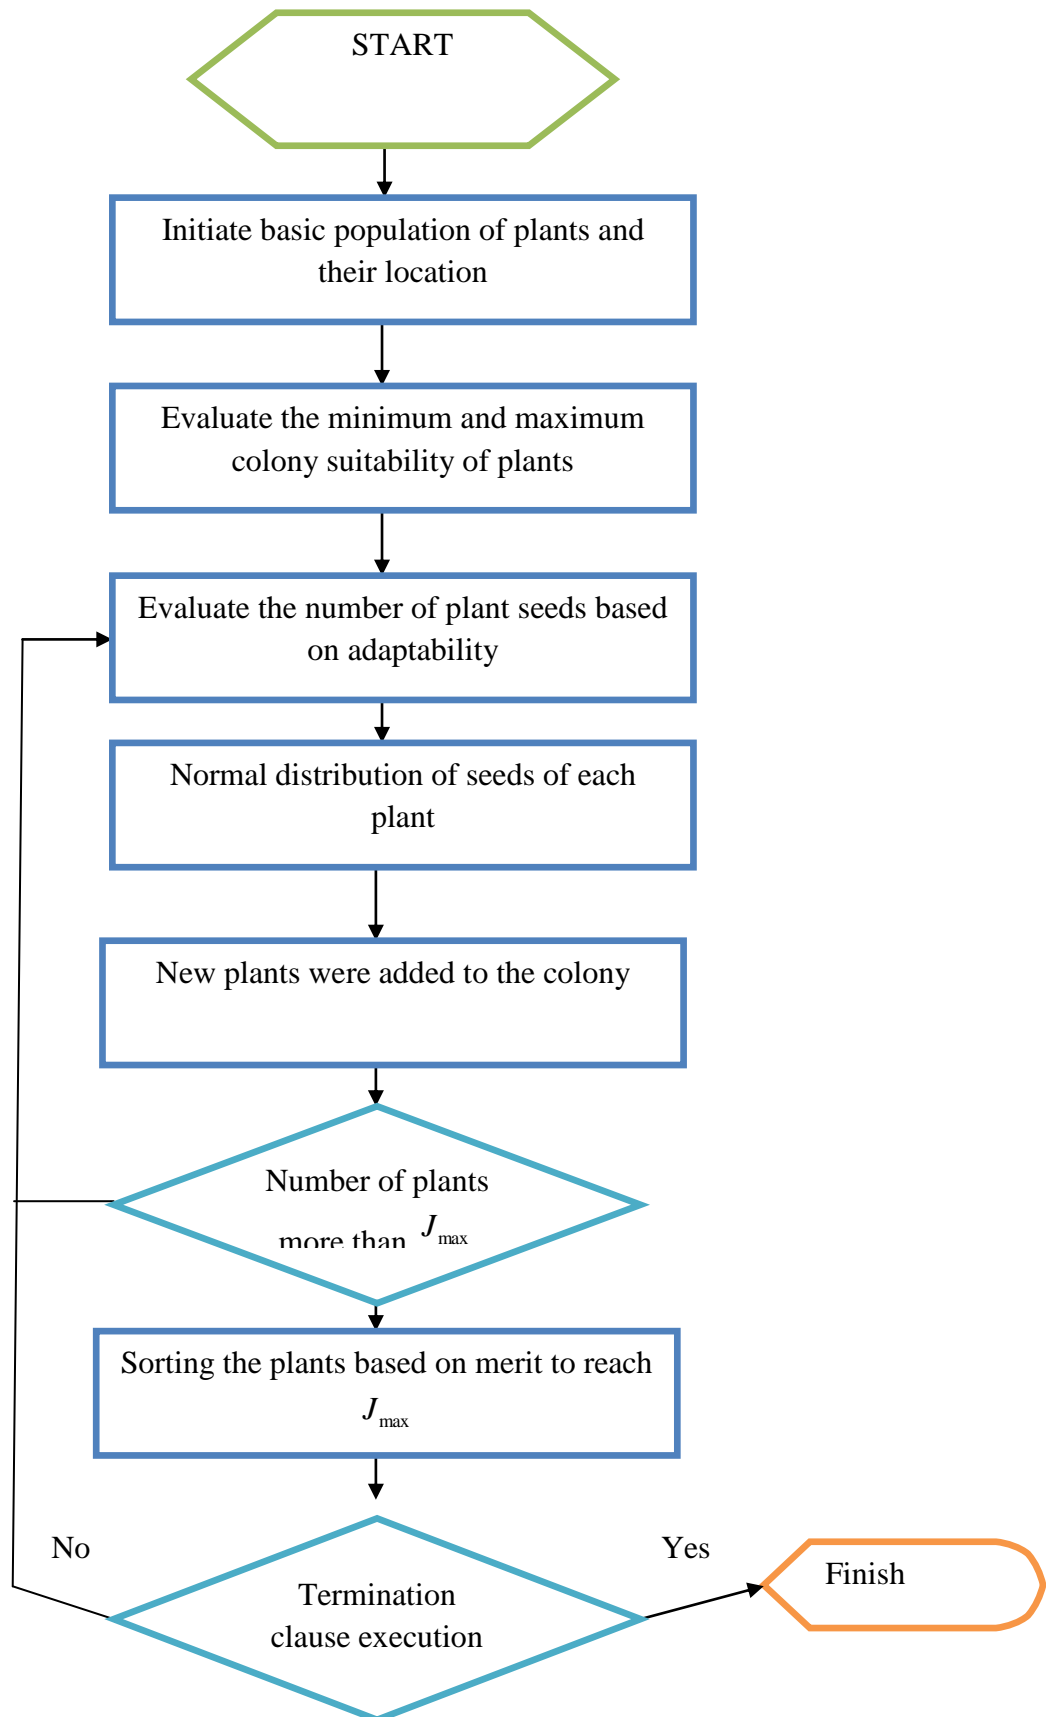 START
Initiate basic population of plants and
their location
Evaluate the minimum and maximum
colony suitability of plants
Evaluate the number of plant seeds based
on adaptability
Normal distribution of seeds of each
plant
New plants were added to the colony
Number of plants
more than J max
Sorting the plants based on merit to reach
J max
No
Yes
Finish
Termination
clause execution